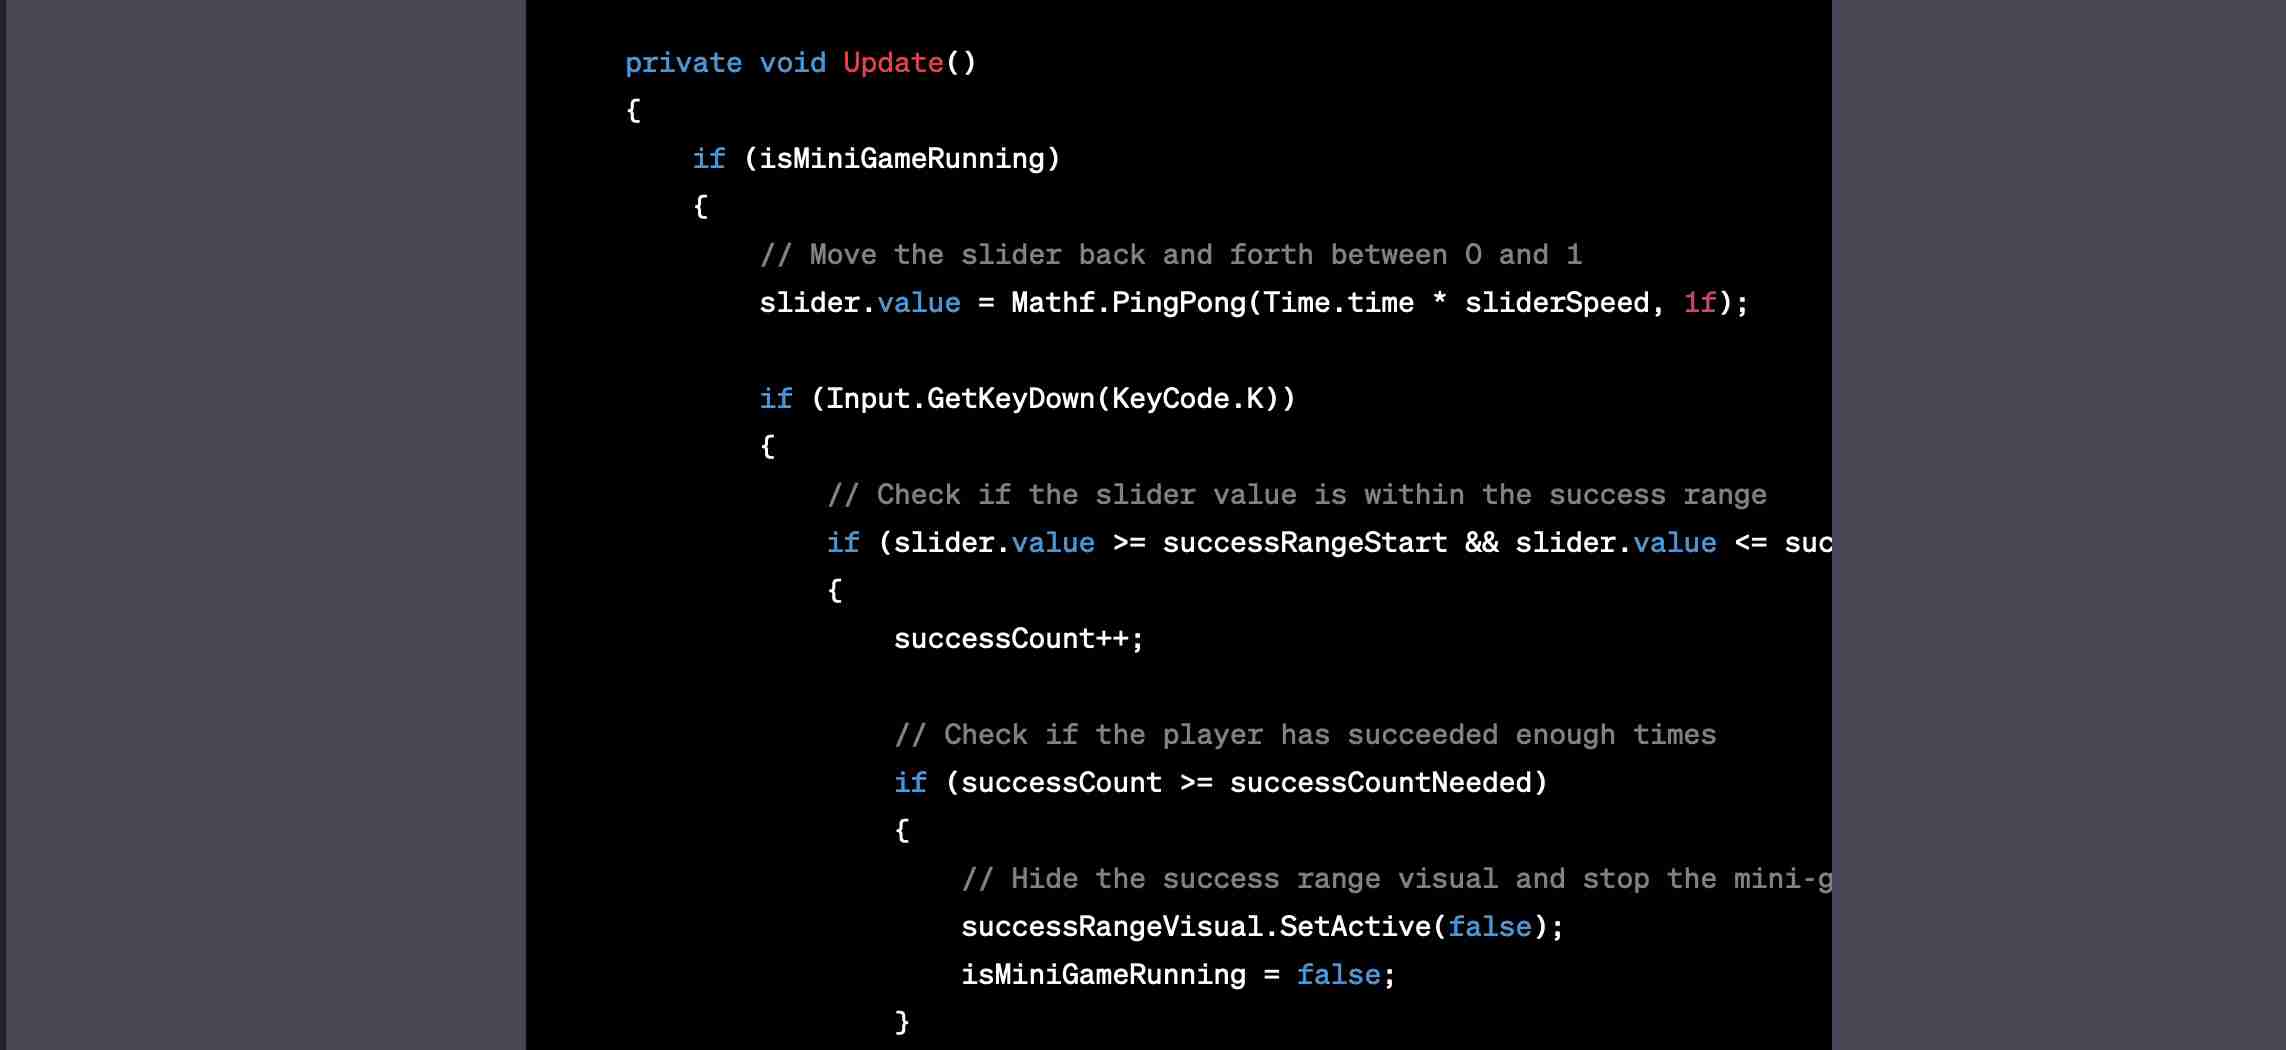 private void Update()
{
if (isMiniGameRunning)
{
// Move the slider back and forth between 0 and 1
slider.value = Mathf.PingPong(Time.time * sliderSpeed, 1f);
if (Input.GetKeyDown(KeyCode.K))
{
// Check if the slider value is within the success range
if (slider.value >= successRangeStart && slider.value <= suc
{
successCount++;
// Check if the player has succeeded enough times
if (successCount >= successCountNeeded)
{
// Hide the success range visual and stop the mini-g
successRangeVisual.SetActive(false);
isMiniGameRunning = false;
}